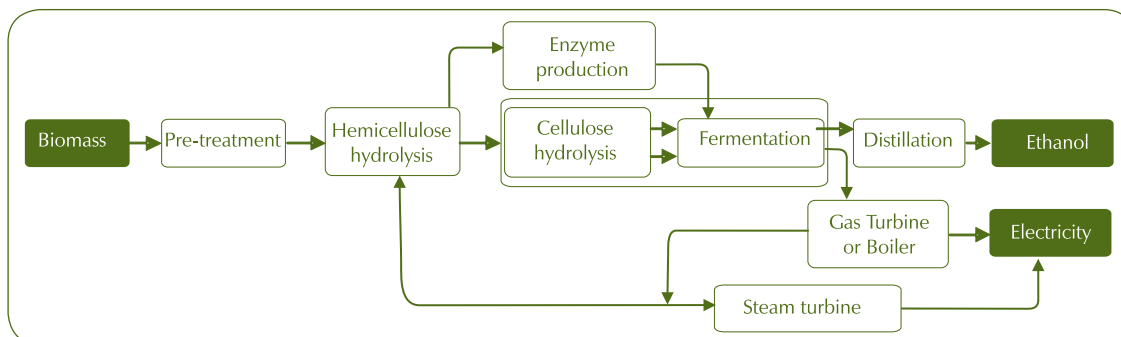 Enzyme
production
Biomass
Pre-treatment
Hemicellulose
hydrolysis
Cellulose
hydrolysis
Fermentation
Distillation
Ethanol
Gas Turbine
or Boiler
Electricity
Steam turbine